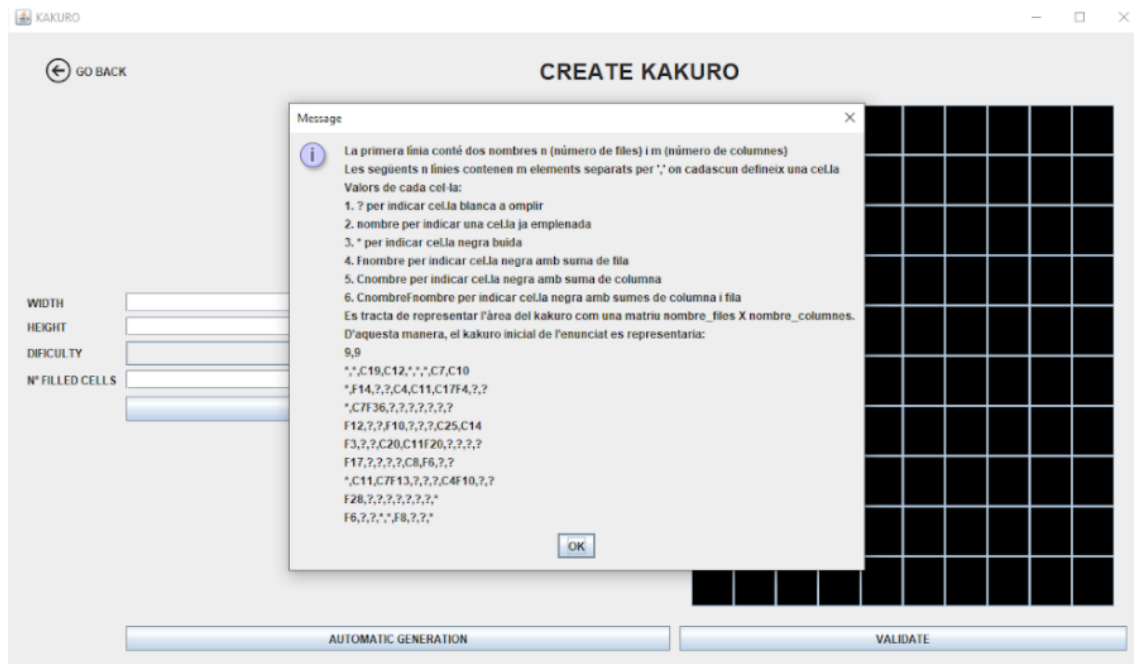 KAKURO
GO BACK
CREATE KAKURO
Message
La primera línia conté dos nombres n (número de files) i m (número de columnes)
Les següents n línies contenen m elements separats per ',' on cadascun defineix una cel.la
Valors de cada cel·la:
1. ? per indicar cel.la blanca a omplir
2. nombre per indicar una cel.la ja emplenada
3. * per indicar cel.la negra buida
4. Fnombre per indicar cel.la negra amb suma de fila
5. Cnombre per indicar cel.la negra amb suma de columna
6. CnombreFnombre per indicar cel.la negra amb sumes de columna i fila
Es tracta de representar l'àrea del kakuro com una matriu nombre_files X nombre_columnes.
D'aquesta manera, el kakuro inicial de l'enunciat es representaria:
9,9
*,*,C19,C12,*,*,*,C7,C10
*,F14,?,?,C4,C11,C17F4,?,?
*,C7F36,?,?,?,?,?,?,?
F12,?,?,F10,?,?,?,C25,C14
F3,?,?,C20,C11F20,?,?,?,?
F17,?,?,?,?,C8,F6,?,?
*,C11,C7F13,?,?,?,C4F10,?,?
F28,?,?,?,?,?,?,?,*
F6,?,?,*,*,F8,?,?,*
OK
WIDTH
HEIGHT
DIFICULTY
Nº FILLED CELLS
AUTOMATIC GENERATION
VALIDATE